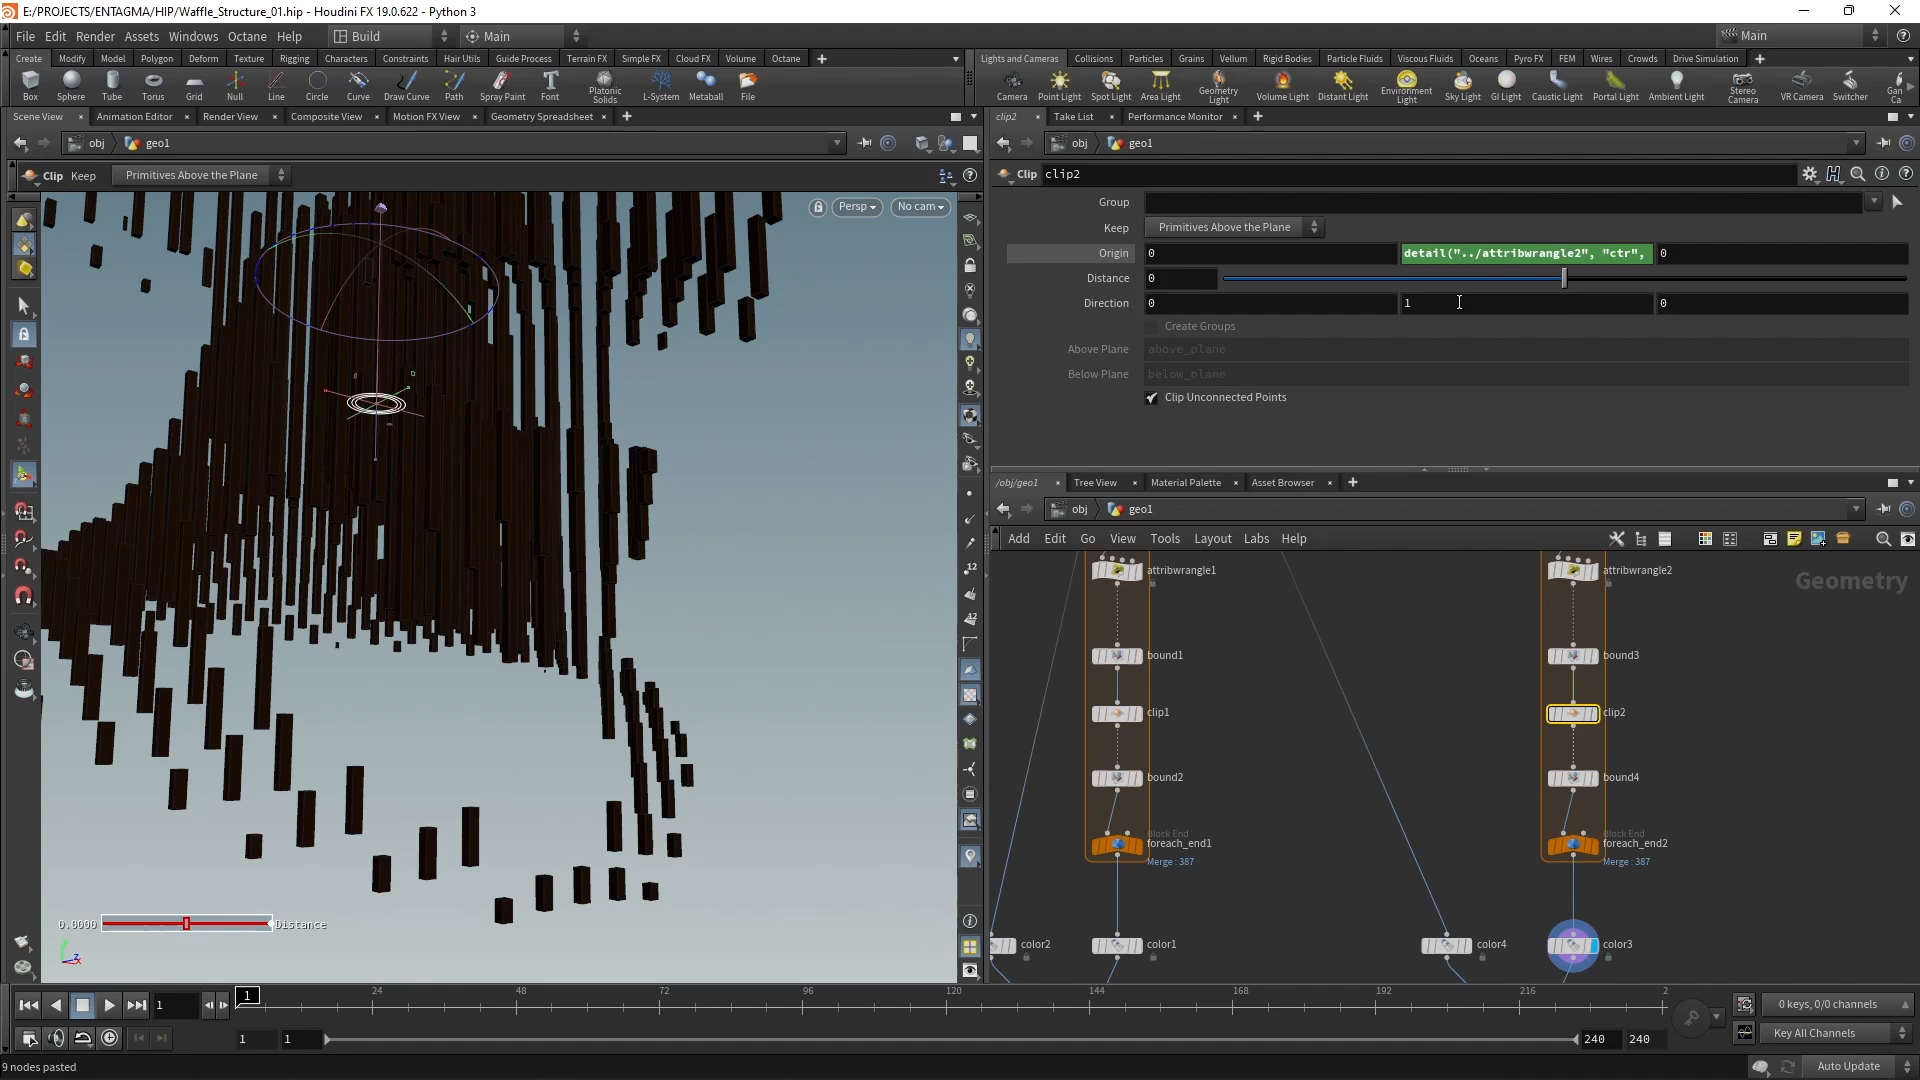 E:/PROJECTS/ENTAGMA/HIP/Waffle_Structure_01.hip - Houdini FX 19.0.622 - Python 3
File Edit Render Assets Windows Octane Help Build Main Main
Create Modify Model Polygon Deform Texture Rigging Characters Constraints Hair Utils Guide Process Terrain FX Simple FX Cloud FX Volume Octane
Lights and Cameras Collisions Particles Grains Vellum Rigid Bodies Particle Fluids Viscous Fluids Oceans Pyro FX FEM Wires Crowds Drive Simulation
Box Sphere Tube Torus Grid Null Line Circle Curve Draw Curve Path Spray Paint Font Platonic Solids L-System Metaball File
Camera Point Light Spot Light Area Light Geometry Light Volume Light Distant Light Environment Light Sky Light GI Light Caustic Light Portal Light Ambient Light Stereo Camera VR Camera Switcher Gan Ca
Scene View Animation Editor Render View Composite View Motion FX View Geometry Spreadsheet
clip2 Take List Performance Monitor
obj geo1
obj geo1
Clip Keep Primitives Above the Plane
Clip clip2
Persp No cam
Group
Keep Primitives Above the Plane
Origin 0 detail("../attribwrangle2", "ctr", 0
Distance 0
Direction 0 1 0
Create Groups
Above Plane above_plane
Below Plane below_plane
Clip Unconnected Points
/obj/geo1 Tree View Material Palette Asset Browser
obj geo1
Add Edit Go View Tools Layout Labs Help
Geometry
attribwrangle1
attribwrangle2
bound1
bound3
clip1
clip2
bound2
bound4
Block End
foreach_end1
Merge : 387
Block End
foreach_end2
Merge : 387
color2
color1
color4
color3
0.0000 Distance
12
12
z
1 1 24 48 72 96 120 144 168 192 216 2
0 keys, 0/0 channels
1 1 240 240
Key All Channels
9 nodes pasted
Auto Update